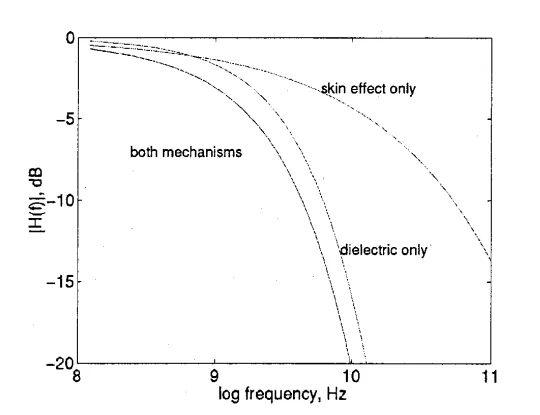 0
skin effect only
−5
both mechanisms
|H(f)|, dB
−10
dielectric only
−15
−20
8
9
10
11
log frequency, Hz